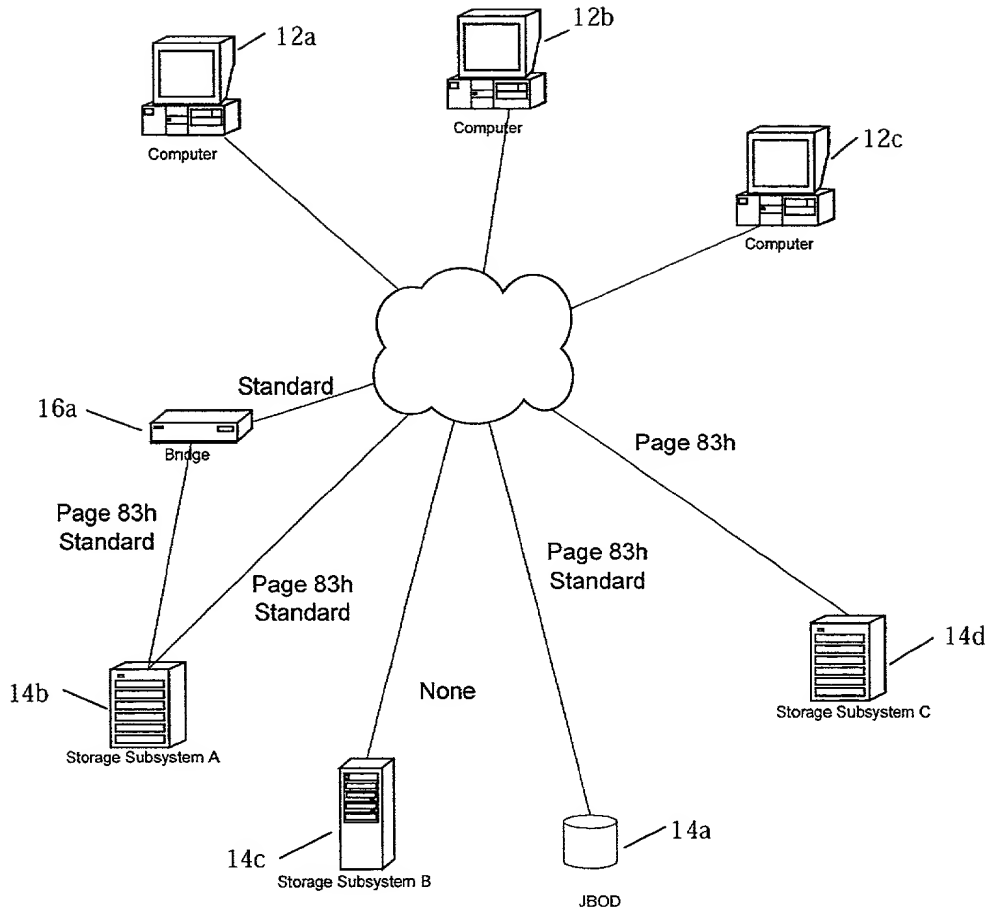 12a
Computer
12b
Computer
12c
Computer
Standard
16a
Bridge
Page 83h
Page 83h
Standard
Page 83h
Standard
Page 83h
Standard
14d
Storage Subsystem C
14b
Storage Subsystem A
None
14c
Storage Subsystem B
14a
JBOD